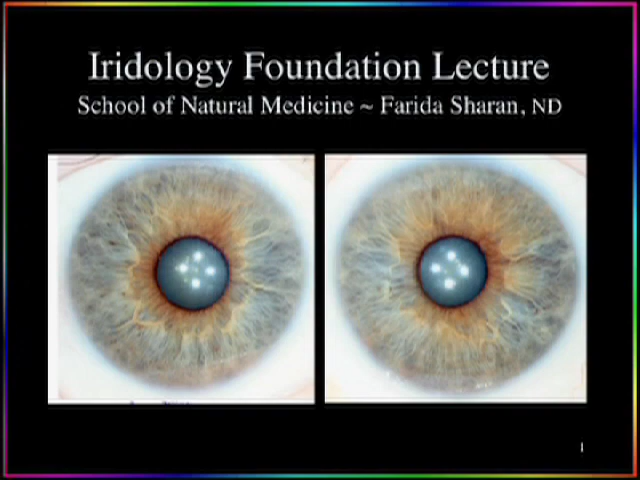 Iridology Foundation Lecture
School of Natural Medicine ~ Farida Sharan, ND
1